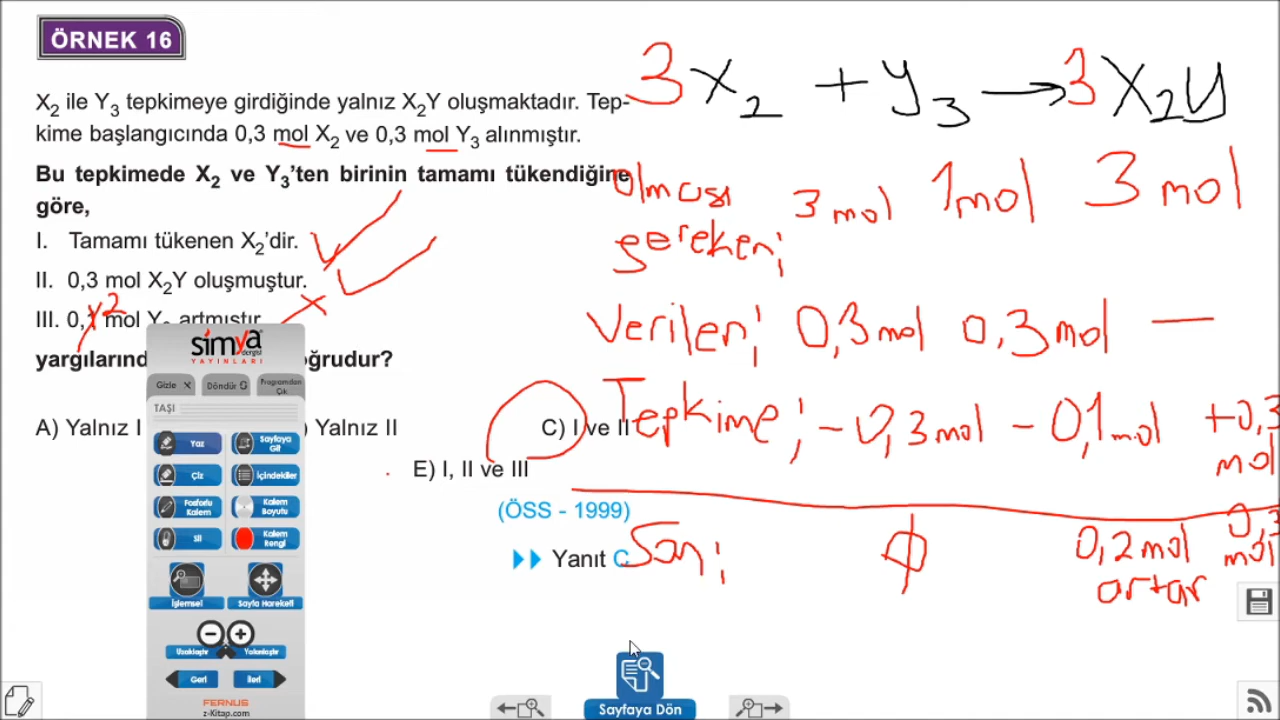 ÖRNEK 16
X2 ile Y3 tepkimeye girdiğinde yalnız X2Y oluşmaktadır. Tep-
kime başlangıcında 0,3 mol X2 ve 0,3 mol Y3 alınmıştır.
Bu tepkimede X2 ve Y3'ten birinin tamamı tükendiğine
göre,
I. Tamamı tükenen X2'dir.
II. 0,3 mol X2Y oluşmuştur.
III. 0,1 mol artmıştır
yargılarınd oğrudur?
A) Yalnız I ) Yalnız II C) I ve II
E) I, II ve III
(ÖSS - 1999)
Yanıt C
3X2 + Y3 → 3X2Y
olması gereken; 3 mol 1 mol 3 mol
Verilen; 0,3 mol 0,3 mol —
Tepkime; -0,3 mol -0,1 mol +0,3 mol
Son; 0,2 mol artar 0,3 mol
simya
dergisi
YAYINLARI
Gizle Döndür Programdan Çık
TAŞI
Yaz Sayfaya Git
Çiz İçindekiler
Fosforlu Kalem Kalem Boyutu
Sil Kalem Rengi
İşlemsel Sayfa Hareketi
Uzaklaştır Yakınlaştır
Geri İleri
FERNUS
z-Kitap.com
Sayfaya Dön